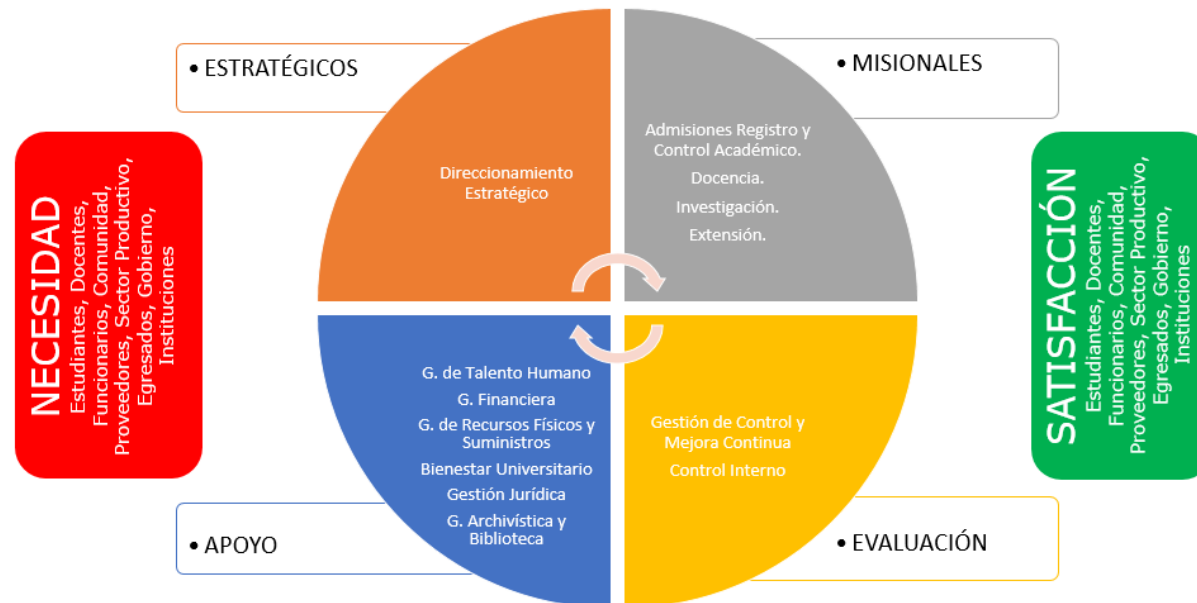 • ESTRATÉGICOS
• MISIONALES
NECESIDAD
Estudiantes, Docentes,
Funcionarios, Comunidad,
Proveedores, Sector Productivo,
Egresados, Gobierno,
Instituciones
Direccionamiento
Estratégico
Admisiones Registro y
Control Académico.
Docencia.
Investigación.
Extensión.
G. de Talento Humano
G. Financiera
G. de Recursos Físicos y
Suministros
Bienestar Universitario
Gestión Jurídica
G. Archivística y
Biblioteca
Gestión de Control y
Mejora Continua
Control Interno
SATISFACCIÓN
Estudiantes, Docentes,
Funcionarios, Comunidad,
Proveedores, Sector Productivo,
Egresados, Gobierno,
Instituciones
• APOYO
• EVALUACIÓN